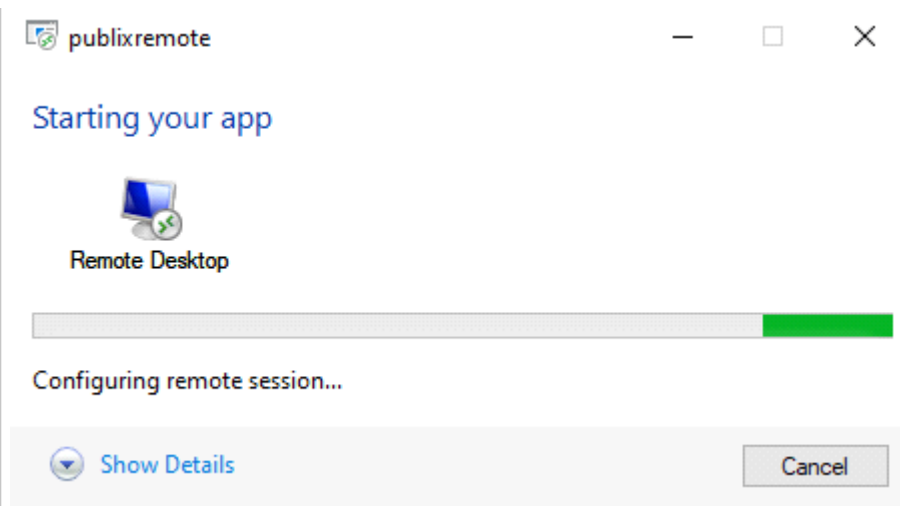 publixremote
Starting your app
Remote Desktop
Configuring remote session...
Show Details
Cancel